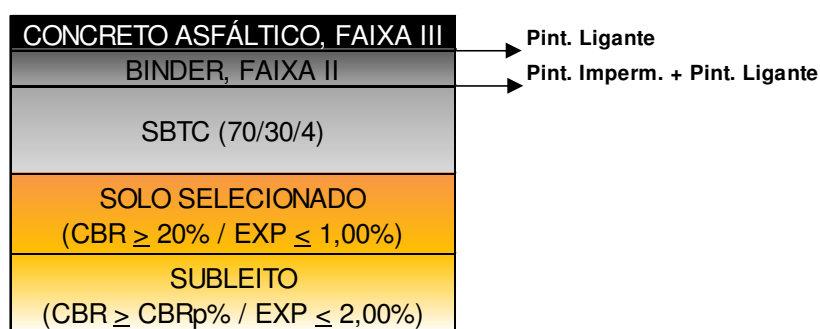 CONCRETO ASFÁLTICO, FAIXA III
Pint. Ligante
BINDER, FAIXA II
Pint. Imperm. + Pint. Ligante
SBTC (70/30/4)
SOLO SELECIONADO
(CBR ≥ 20% / EXP ≤ 1,00%)
SUBLEITO
(CBR ≥ CBRp% / EXP ≤ 2,00%)